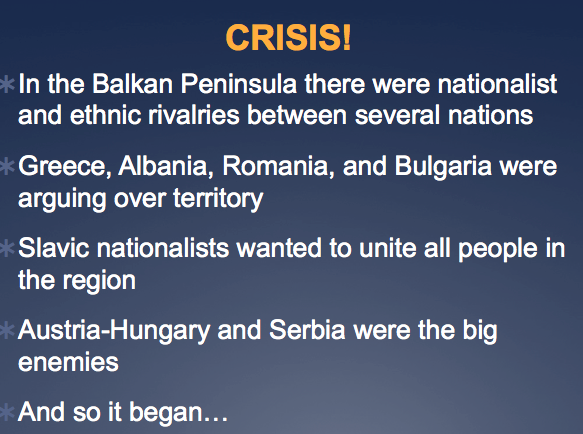 CRISIS!
In the Balkan Peninsula there were nationalist
and ethnic rivalries between several nations
Greece, Albania, Romania, and Bulgaria were
arguing over territory
Slavic nationalists wanted to unite all people in
the region
Austria-Hungary and Serbia were the big
enemies
And so it began…